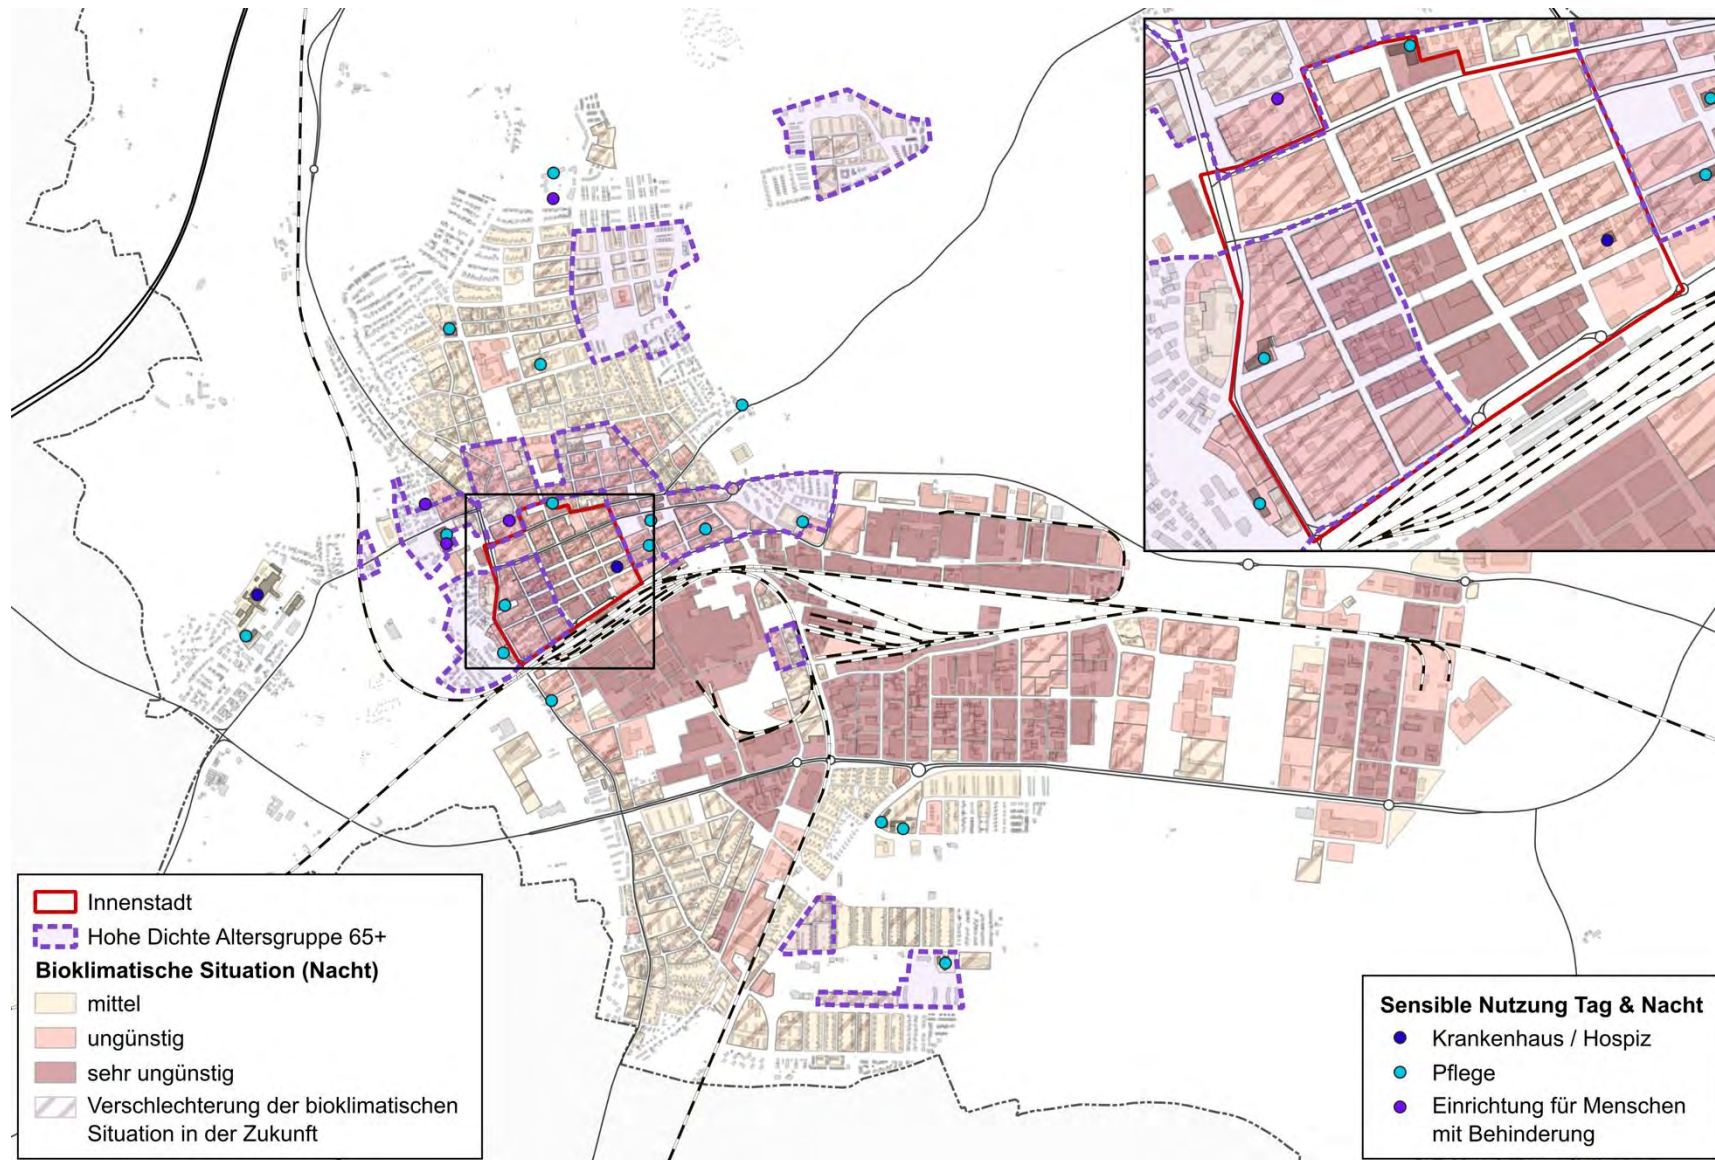 Innenstadt
Hohe Dichte Altersgruppe 65+
Bioklimatische Situation (Nacht)
mittel
ungünstig
sehr ungünstig
Verschlechterung der bioklimatischen
Situation in der Zukunft
Sensible Nutzung Tag & Nacht
Krankenhaus / Hospiz
Pflege
Einrichtung für Menschen
mit Behinderung